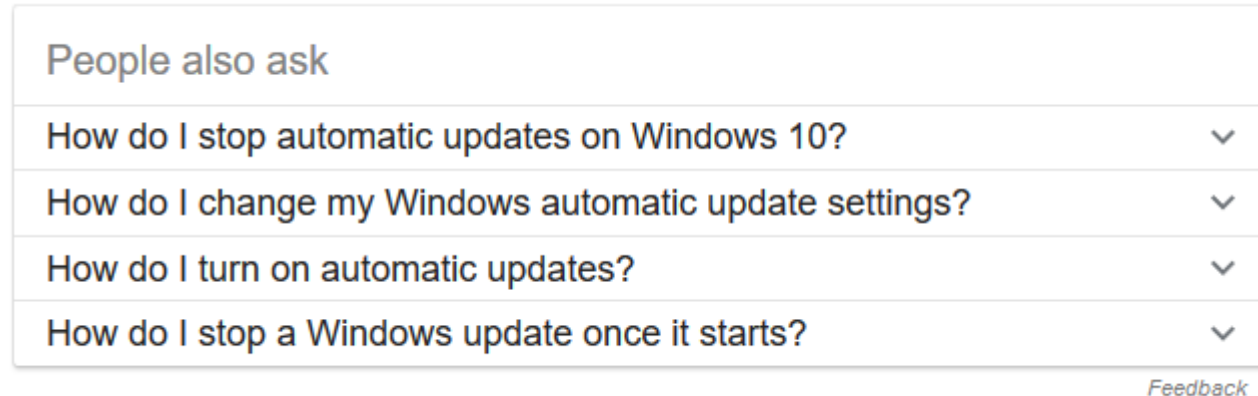 People also ask
How do I stop automatic updates on Windows 10?
How do I change my Windows automatic update settings?
How do I turn on automatic updates?
How do I stop a Windows update once it starts?
Feedback